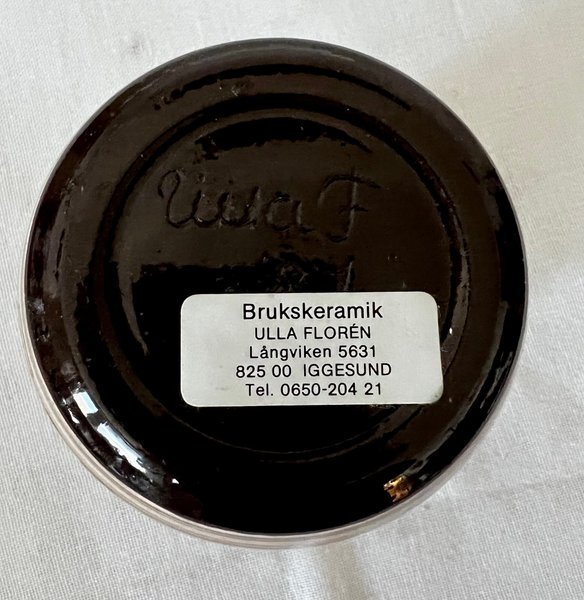 Ulla F
Brukskeramik
ULLA FLORÉN
Långviken 5631
825 00 IGGESUND
Tel. 0650-204 21